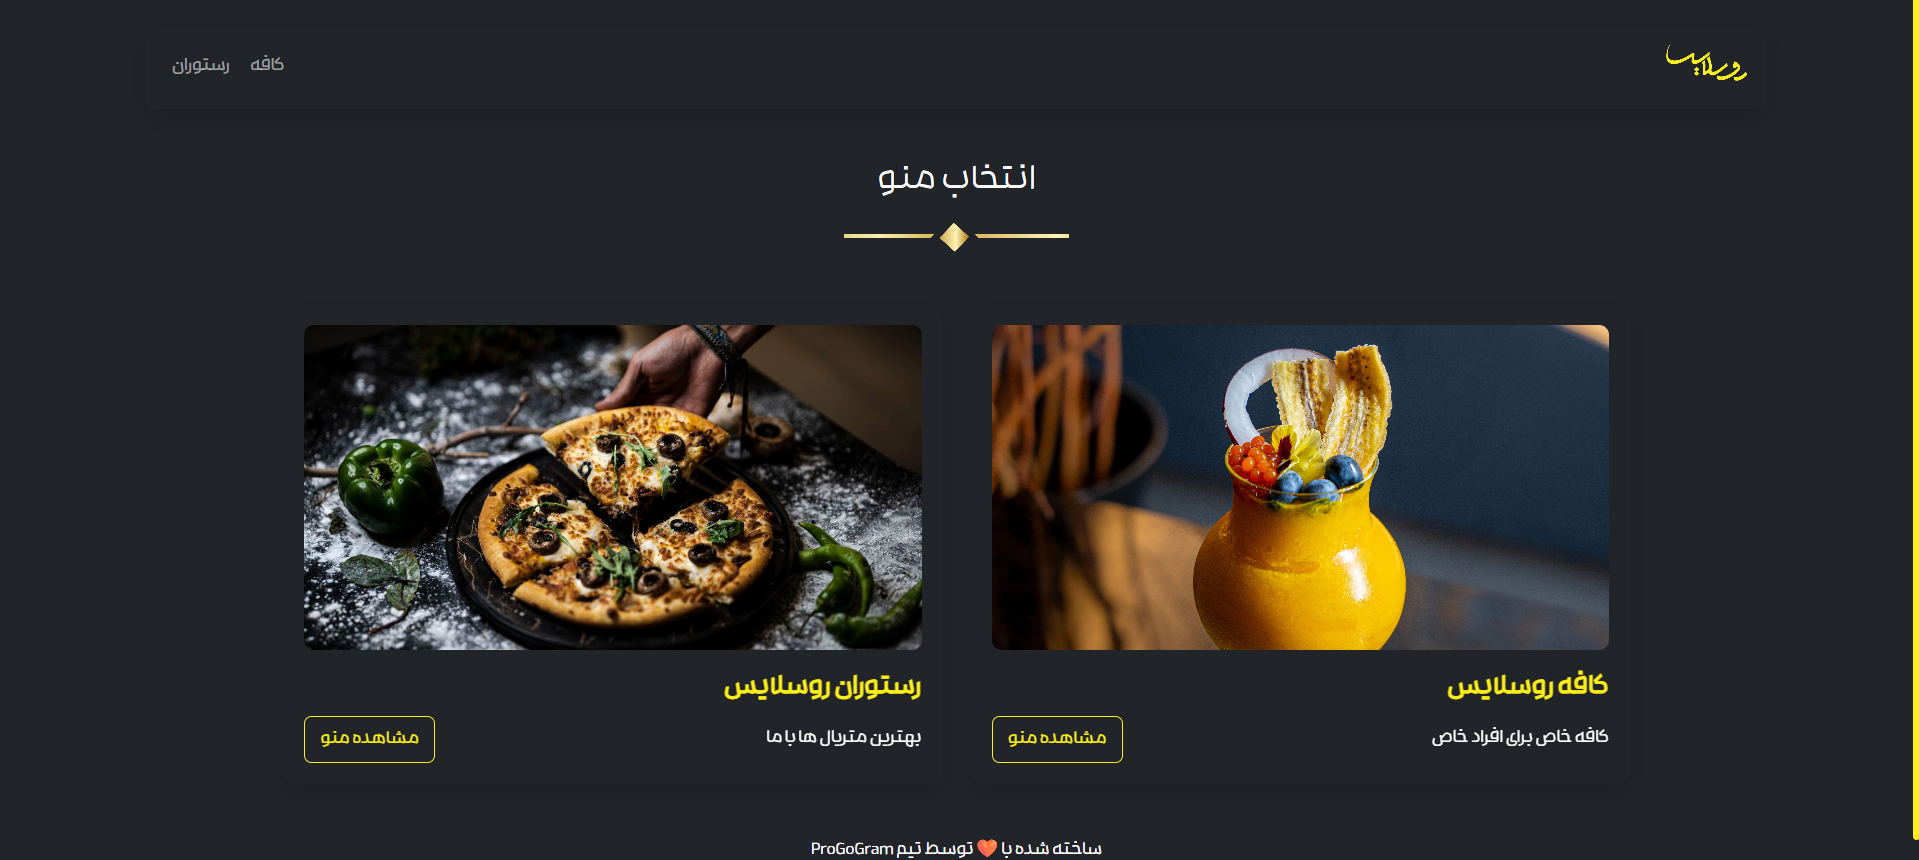 روسلایس
کافه
رستوران
انتخاب منو
کافه روسلایس
کافه خاص برای افراد خاص
مشاهده منو
رستوران روسلایس
بهترین متریال ها با ما
مشاهده منو
ساخته شده با ❤️ توسط تیم ProGoGram